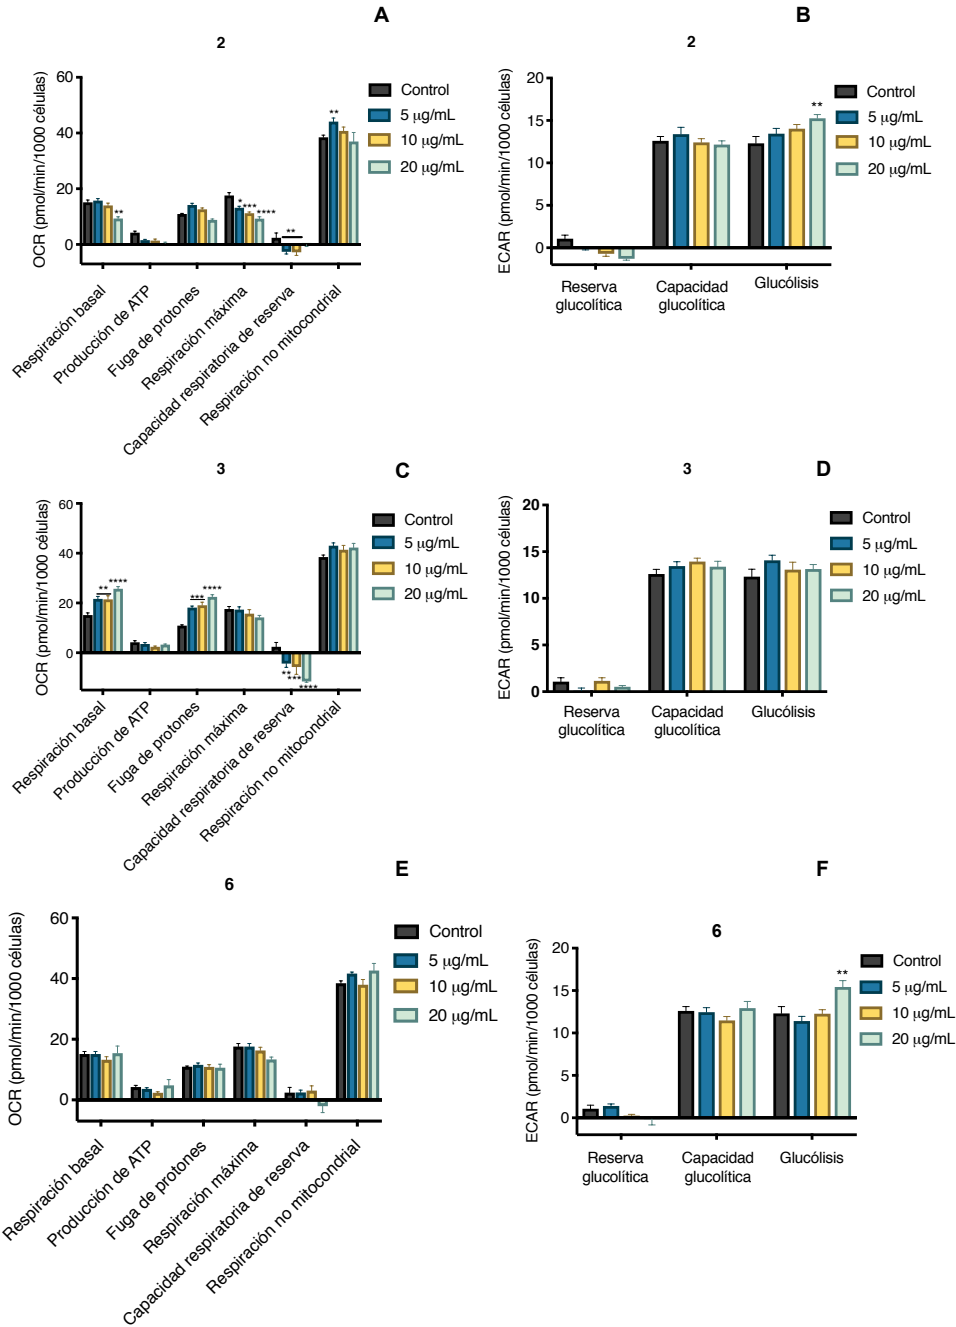 A
2
OCR (pmol/min/1000 células)
60
40
20
0
Control
5 µg/mL
10 µg/mL
20 µg/mL
**
*
***
****
**
**
Respiración basal
Producción de ATP
Fuga de protones
Respiración máxima
Capacidad respiratoria de reserva
Respiración no mitocondrial
B
2
ECAR (pmol/min/1000 células)
20
15
10
5
0
Control
5 µg/mL
10 µg/mL
20 µg/mL
**
Reserva
glucolítica
Capacidad
glucolítica
Glucólisis
C
3
OCR (pmol/min/1000 células)
60
40
20
0
Control
5 µg/mL
10 µg/mL
20 µg/mL
**
****
***
****
**
***
****
Respiración basal
Producción de ATP
Fuga de protones
Respiración máxima
Capacidad respiratoria de reserva
Respiración no mitocondrial
D
3
ECAR (pmol/min/1000 células)
20
15
10
5
0
Control
5 µg/mL
10 µg/mL
20 µg/mL
Reserva
glucolítica
Capacidad
glucolítica
Glucólisis
E
6
OCR (pmol/min/1000 células)
60
40
20
0
Control
5 µg/mL
10 µg/mL
20 µg/mL
Respiración basal
Producción de ATP
Fuga de protones
Respiración máxima
Capacidad respiratoria de reserva
Respiración no mitocondrial
F
6
ECAR (pmol/min/1000 células)
20
15
10
5
0
Control
5 µg/mL
10 µg/mL
20 µg/mL
**
Reserva
glucolítica
Capacidad
glucolítica
Glucólisis